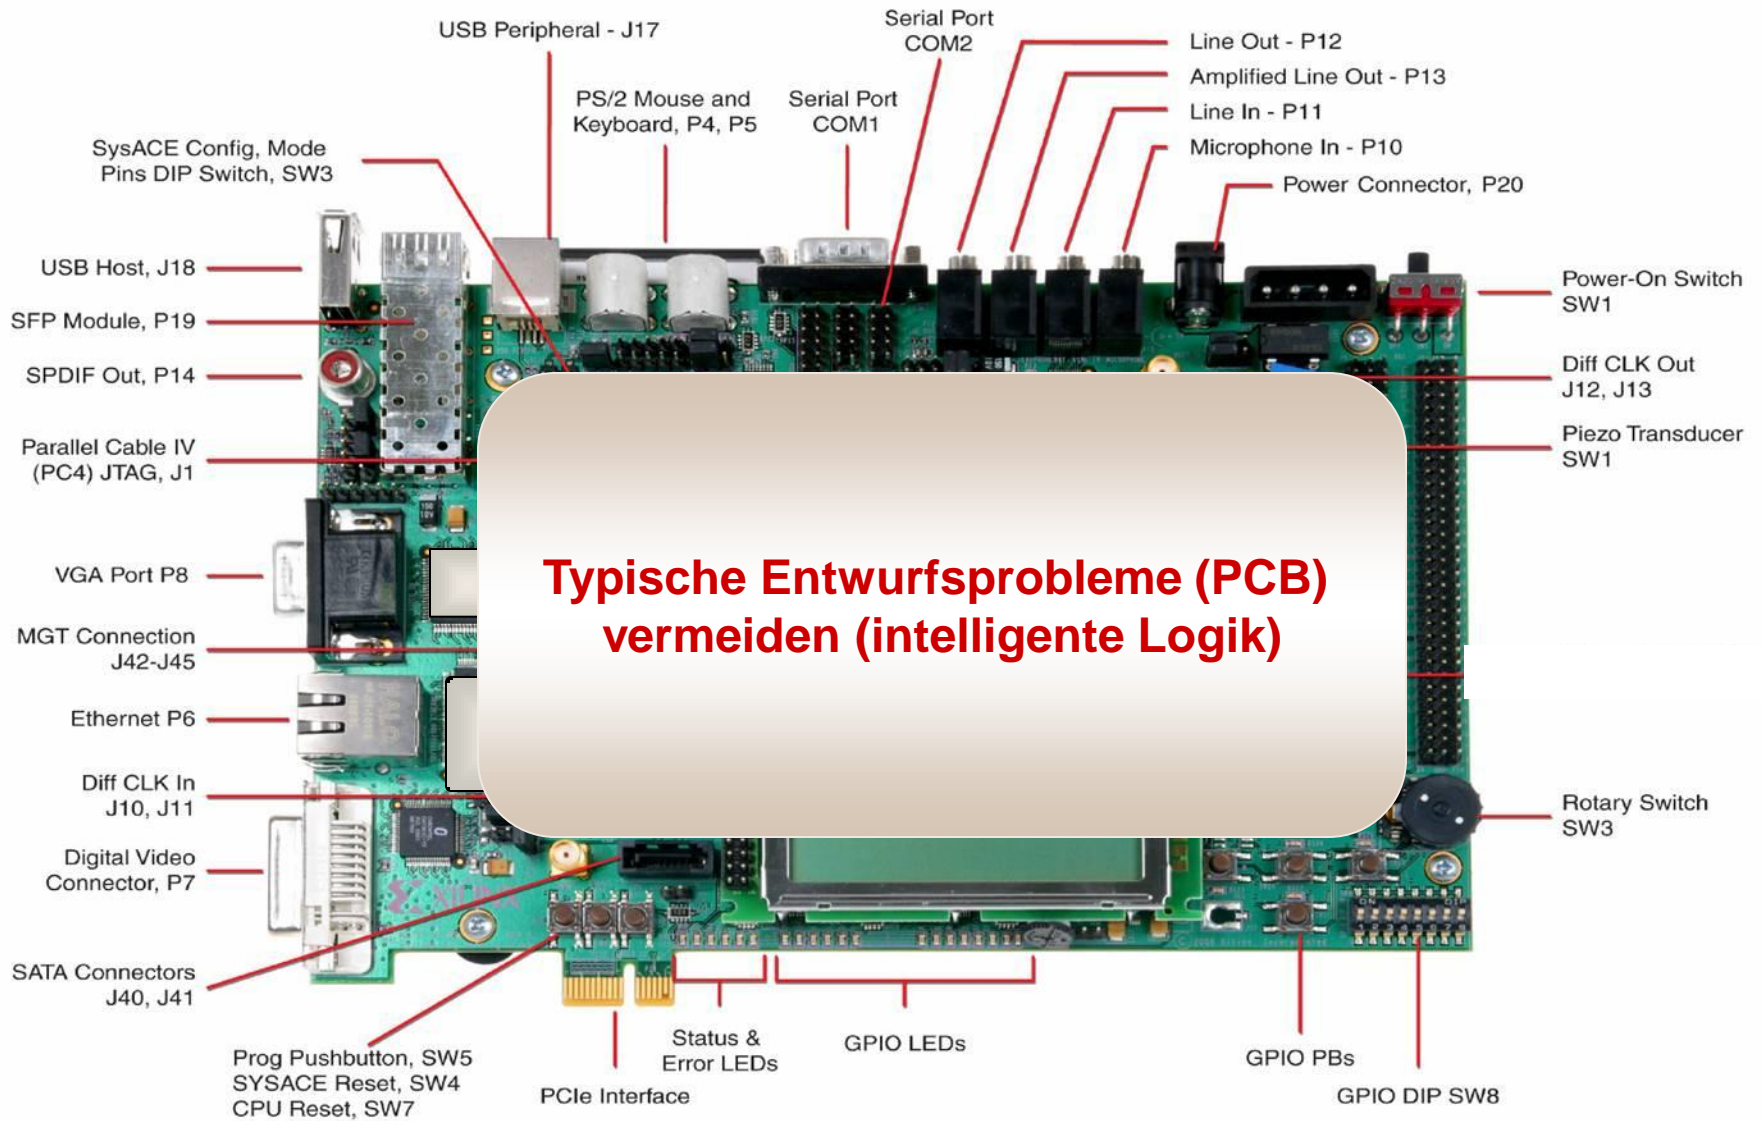 USB Peripheral - J17
Serial Port
COM2
Line Out - P12
Amplified Line Out - P13
Line In - P11
Microphone In - P10
Power Connector, P20
PS/2 Mouse and
Keyboard, P4, P5
Serial Port
COM1
SysACE Config, Mode
Pins DIP Switch, SW3
USB Host, J18
SFP Module, P19
SPDIF Out, P14
Parallel Cable IV
(PC4) JTAG, J1
VGA Port P8
MGT Connection
J42-J45
Ethernet P6
Diff CLK In
J10, J11
Digital Video
Connector, P7
SATA Connectors
J40, J41
Power-On Switch
SW1
Diff CLK Out
J12, J13
Piezo Transducer
SW1
Rotary Switch
SW3
Typische Entwurfsprobleme (PCB)
vermeiden (intelligente Logik)
XILINX
ON
DIP
Prog Pushbutton, SW5
SYSACE Reset, SW4
CPU Reset, SW7
PCIe Interface
Status &
Error LEDs
GPIO LEDs
GPIO PBs
GPIO DIP SW8